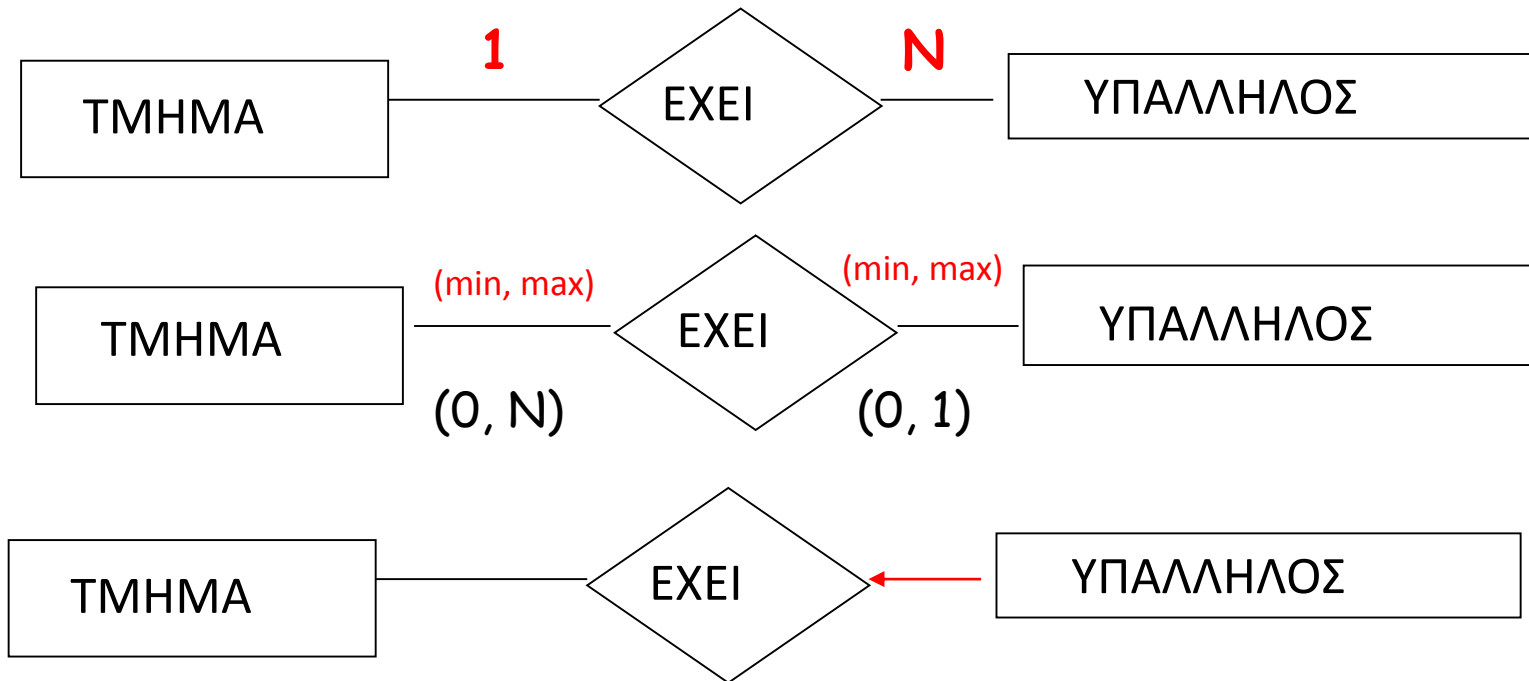 1 N
ΤΜΗΜΑ ΕΧΕΙ ΥΠΑΛΛΗΛΟΣ
(min, max) (min, max)
ΤΜΗΜΑ ΕΧΕΙ ΥΠΑΛΛΗΛΟΣ
(0, N) (0, 1)
ΤΜΗΜΑ ΕΧΕΙ ΥΠΑΛΛΗΛΟΣ